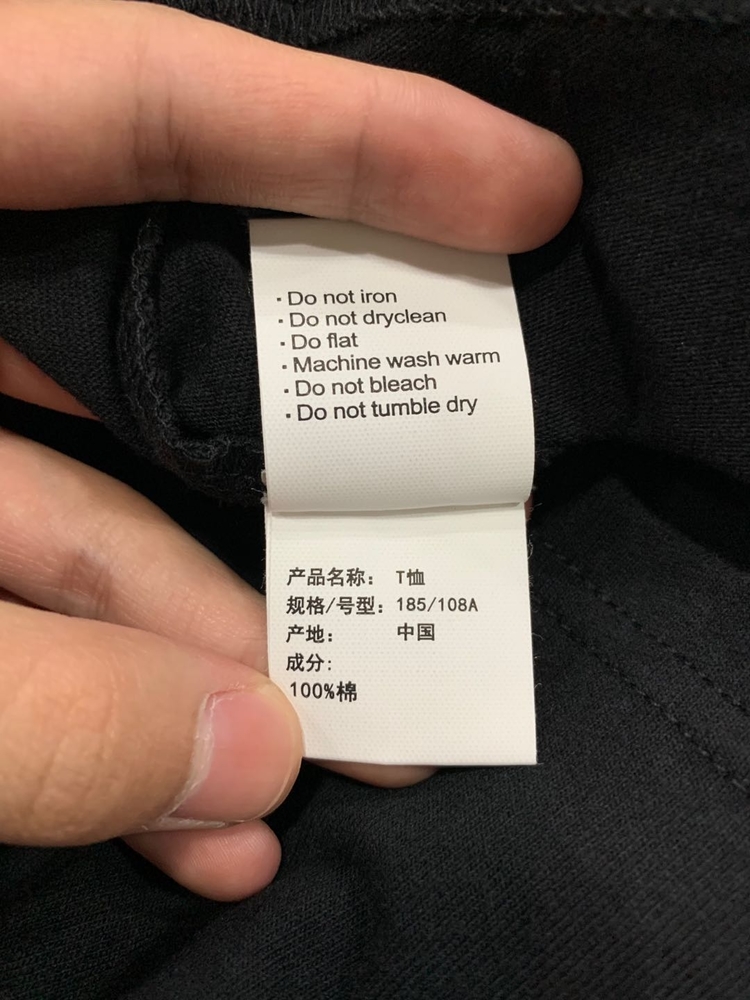 · Do not iron
· Do not dryclean
· Do flat
· Machine wash warm
· Do not bleach
· Do not tumble dry
产品名称： T恤
规格/号型：185/108A
产地： 中国
成分：
100%棉